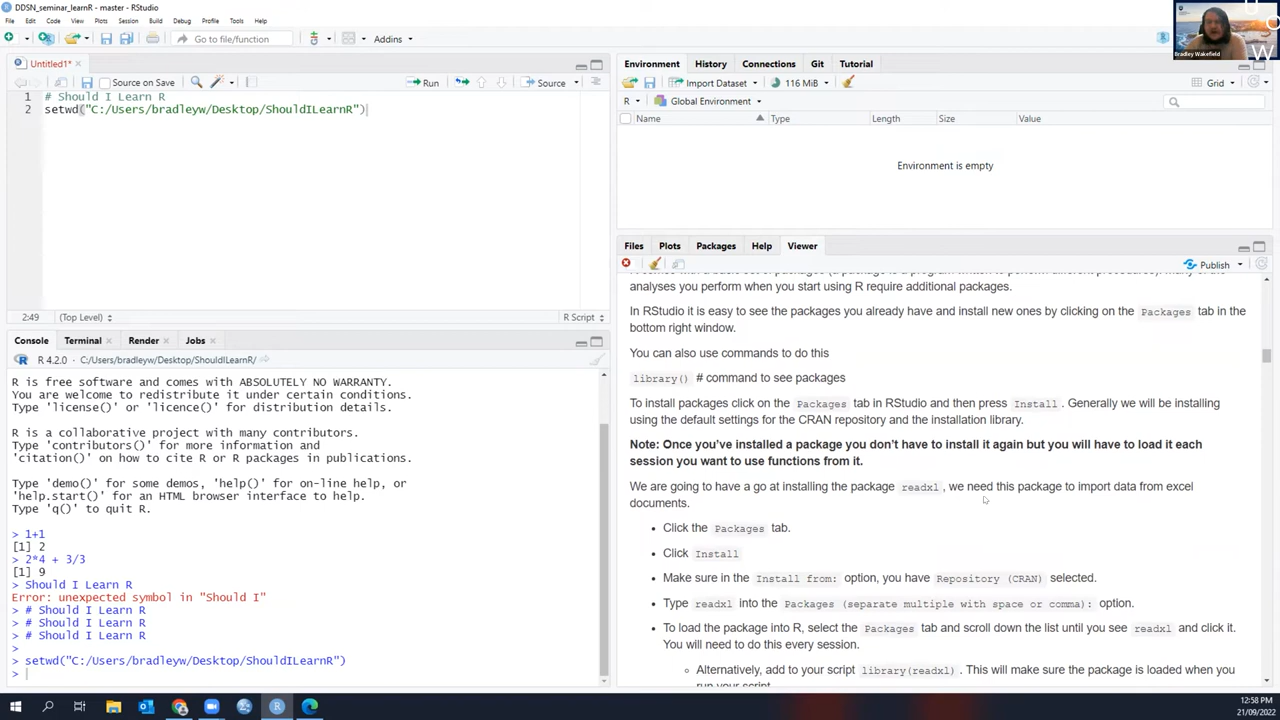 DDSN_seminar_learnR - master - RStudio
File Edit Code View Plots Session Build Debug Profile Tools Help
Go to file/function Addins
Untitled1*
Source on Save Run Source
1 # Should I Learn R
2 setwd("C:/Users/bradleyw/Desktop/ShouldILearnR")
2:49 (Top Level) R Script
Console Terminal Render Jobs
R 4.2.0 · C:/Users/bradleyw/Desktop/ShouldILearnR/
R is free software and comes with ABSOLUTELY NO WARRANTY.
You are welcome to redistribute it under certain conditions.
Type 'license()' or 'licence()' for distribution details.
R is a collaborative project with many contributors.
Type 'contributors()' for more information and
'citation()' on how to cite R or R packages in publications.
Type 'demo()' for some demos, 'help()' for on-line help, or
'help.start()' for an HTML browser interface to help.
Type 'q()' to quit R.
> 1+1
[1] 2
> 2*4 + 3/3
[1] 9
> Should I Learn R
Error: unexpected symbol in "Should I"
> # Should I Learn R
> # Should I Learn R
> # Should I Learn R
>
> setwd("C:/Users/bradleyw/Desktop/ShouldILearnR")
>
Environment History Connections Git Tutorial
Import Dataset 116 MiB Grid
R Global Environment
Name Type Length Size Value
Environment is empty
Files Plots Packages Help Viewer
Publish
analyses you perform when you start using R require additional packages.
In RStudio it is easy to see the packages you already have and install new ones by clicking on the Packages tab in the
bottom right window.
You can also use commands to do this
library() # command to see packages
To install packages click on the Packages tab in RStudio and then press Install. Generally we will be installing
using the default settings for the CRAN repository and the installation library.
Note: Once you've installed a package you don't have to install it again but you will have to load it each
session you want to use functions from it.
We are going to have a go at installing the package readxl, we need this package to import data from excel
documents.
• Click the Packages tab.
• Click Install
• Make sure in the Install from: option, you have Repository (CRAN) selected.
• Type readxl into the Packages (separate multiple with space or comma): option.
• To load the package into R, select the Packages tab and scroll down the list until you see readxl and click it.
You will need to do this every session.
Alternatively, add to your script library(readxl). This will make sure the package is loaded when you
run your script
Bradley Wakefield
U
O
W
12:58 PM
21/09/2022